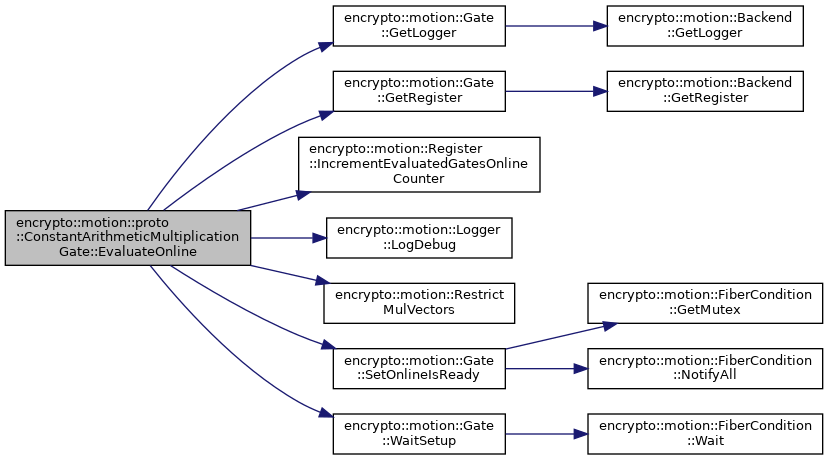 encrypto::motion::proto
::ConstantArithmeticMultiplication
Gate::EvaluateOnline
encrypto::motion::Gate
::GetLogger
encrypto::motion::Backend
::GetLogger
encrypto::motion::Gate
::GetRegister
encrypto::motion::Backend
::GetRegister
encrypto::motion::Register
::IncrementEvaluatedGatesOnline
Counter
encrypto::motion::Logger
::LogDebug
encrypto::motion::Restrict
MulVectors
encrypto::motion::Gate
::SetOnlineIsReady
encrypto::motion::FiberCondition
::GetMutex
encrypto::motion::FiberCondition
::NotifyAll
encrypto::motion::Gate
::WaitSetup
encrypto::motion::FiberCondition
::Wait